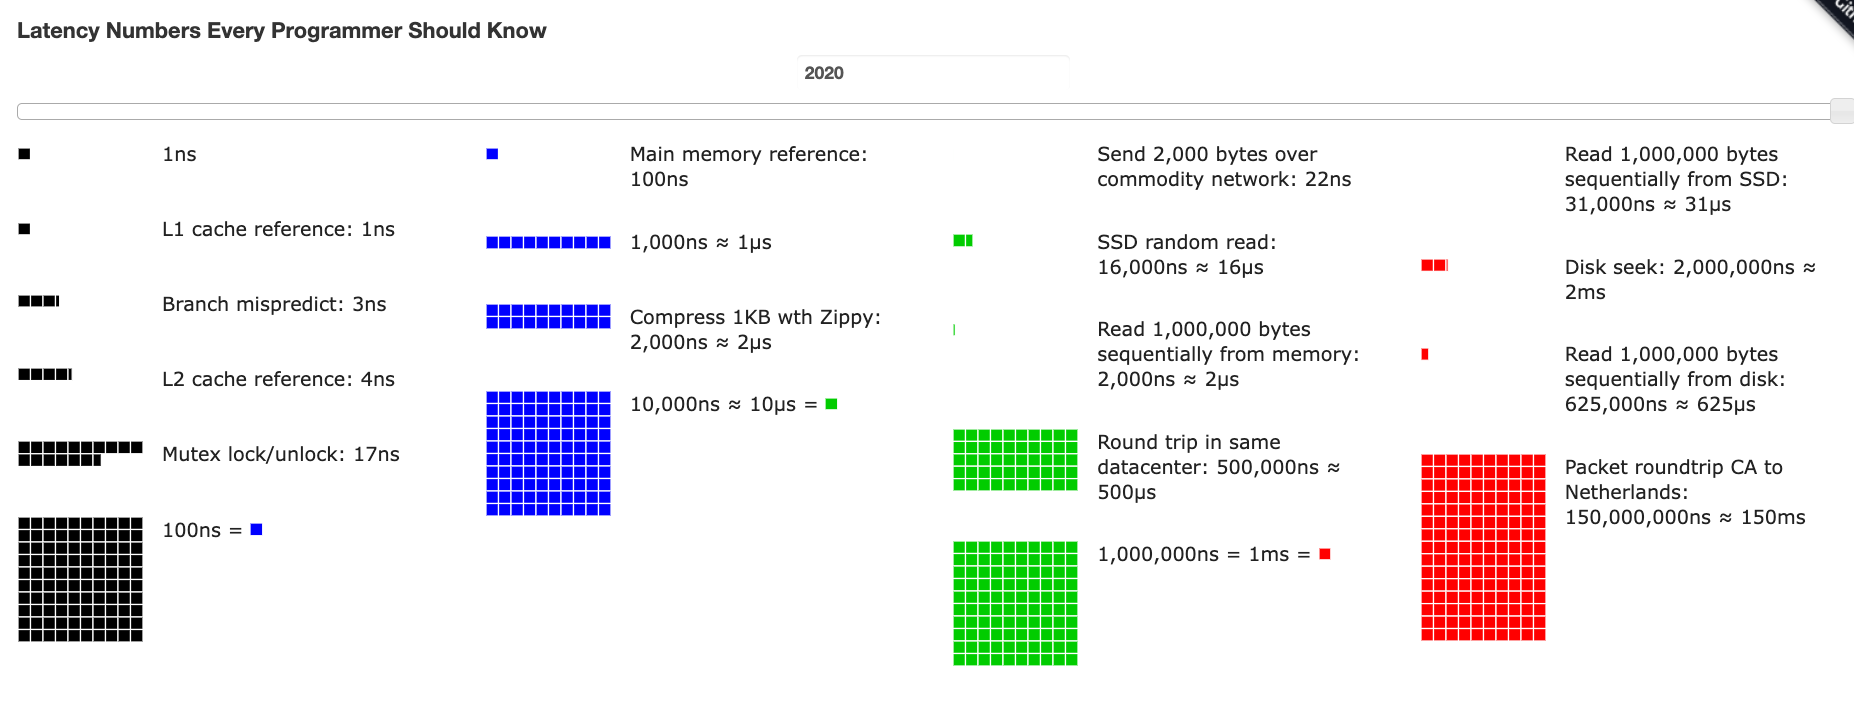 Latency Numbers Every Programmer Should Know
2020
1ns
L1 cache reference: 1ns
Branch mispredict: 3ns
L2 cache reference: 4ns
Mutex lock/unlock: 17ns
100ns =
Main memory reference:
100ns
1,000ns ≈ 1μs
Compress 1KB wth Zippy:
2,000ns ≈ 2μs
10,000ns ≈ 10μs =
Send 2,000 bytes over
commodity network: 22ns
SSD random read:
16,000ns ≈ 16μs
Read 1,000,000 bytes
sequentially from memory:
2,000ns ≈ 2μs
Round trip in same
datacenter: 500,000ns ≈
500μs
1,000,000ns = 1ms =
Read 1,000,000 bytes
sequentially from SSD:
31,000ns ≈ 31μs
Disk seek: 2,000,000ns ≈
2ms
Read 1,000,000 bytes
sequentially from disk:
625,000ns ≈ 625μs
Packet roundtrip CA to
Netherlands:
150,000,000ns ≈ 150ms